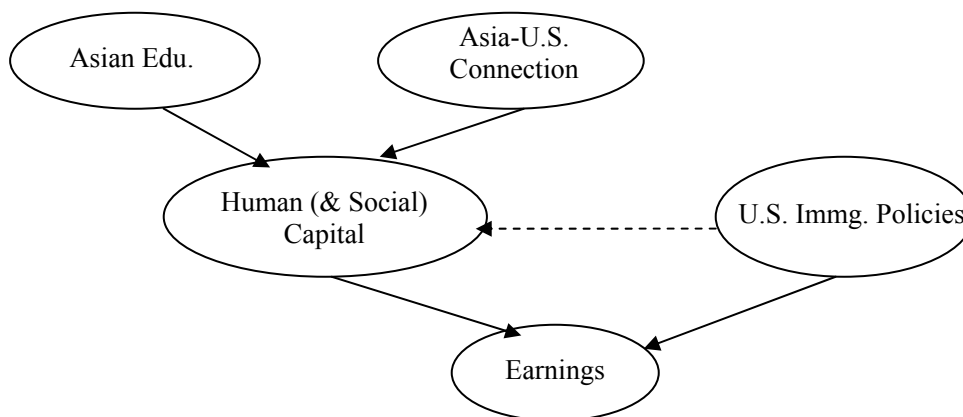 Asian Edu.
Asia-U.S.
Connection
Human (& Social)
Capital
U.S. Immg. Policies
Earnings